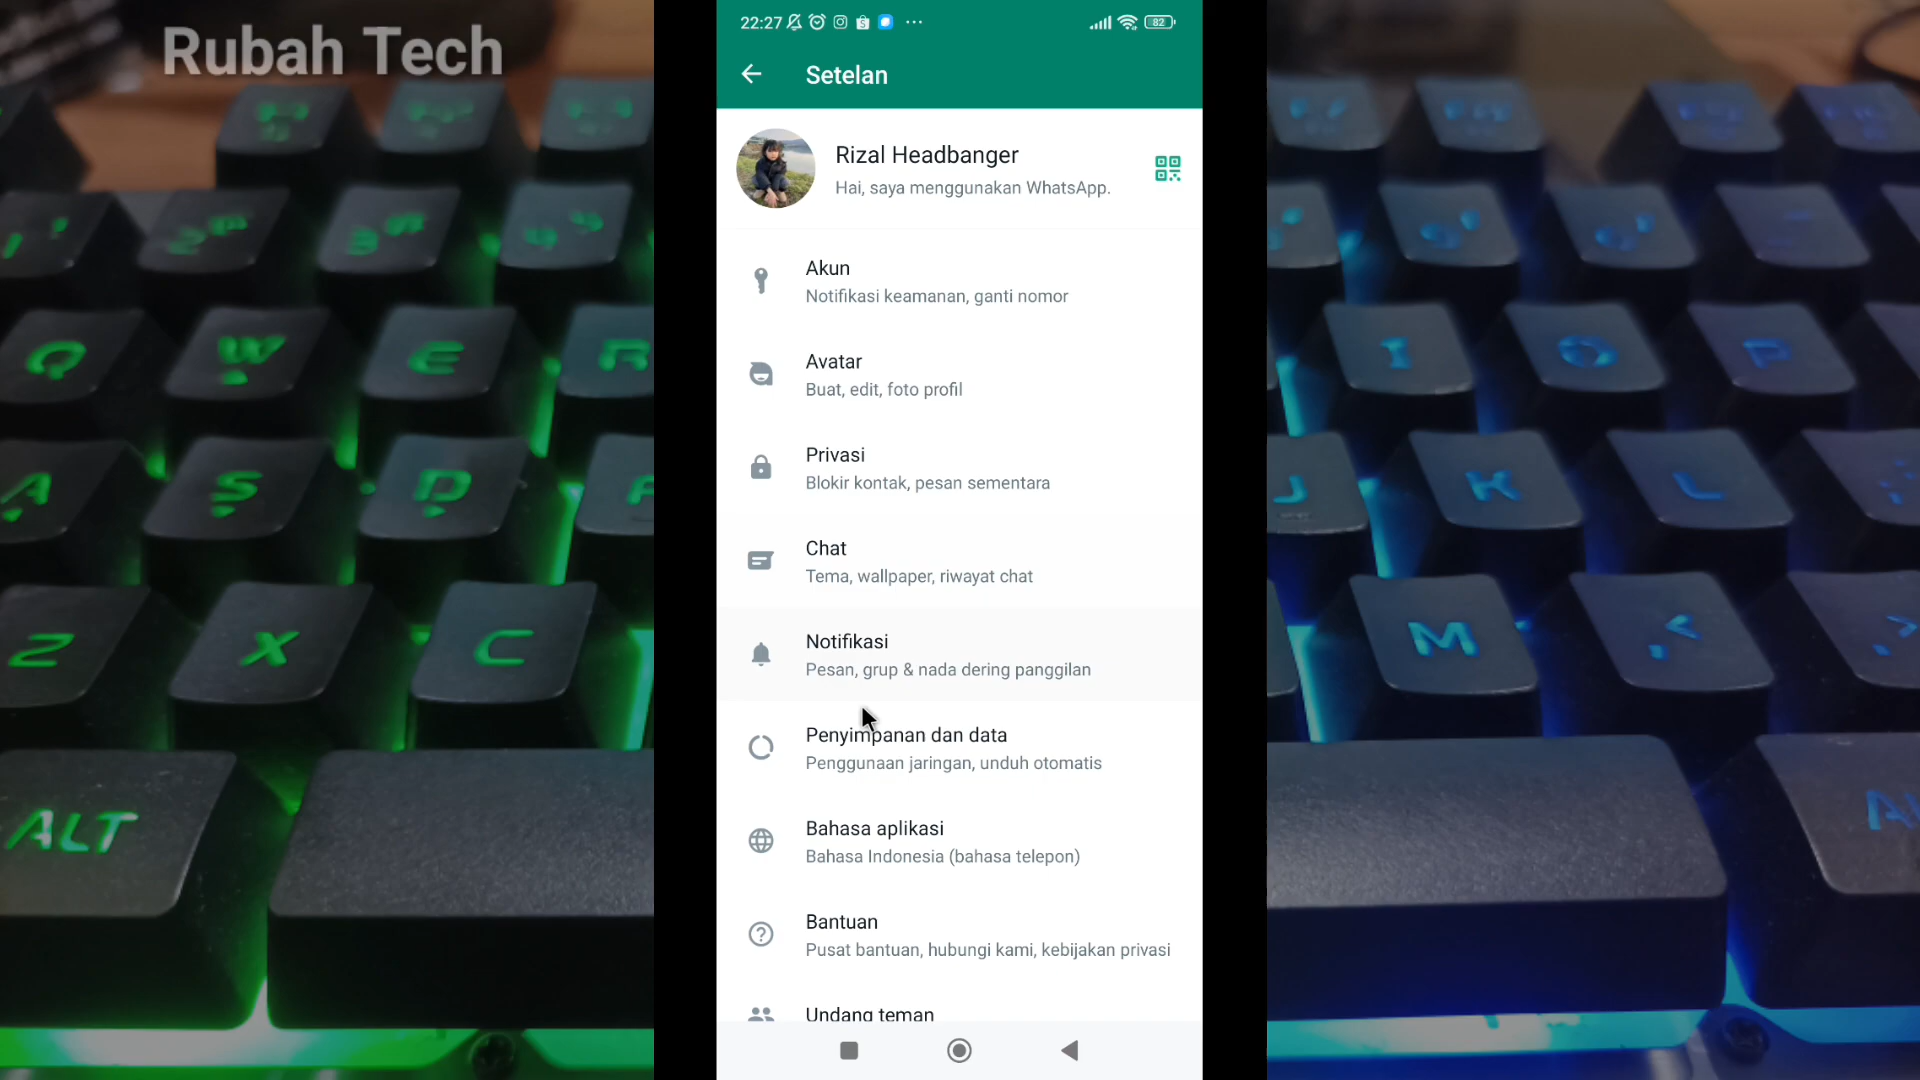 Rubah Tech
22:27
82
Setelan
Rizal Headbanger
Hai, saya menggunakan WhatsApp.
Akun
Notifikasi keamanan, ganti nomor
Avatar
Buat, edit, foto profil
Privasi
Blokir kontak, pesan sementara
Chat
Tema, wallpaper, riwayat chat
Notifikasi
Pesan, grup & nada dering panggilan
Penyimpanan dan data
Penggunaan jaringan, unduh otomatis
Bahasa aplikasi
Bahasa Indonesia (bahasa telepon)
Bantuan
Pusat bantuan, hubungi kami, kebijakan privasi
Undang teman
Q W E R
I O P
A S D F
J K L
Z X C
M , <
ALT